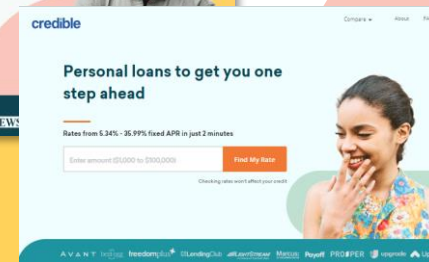 credible
Compare About
Personal loans to get you one
step ahead
Rates from 5.34% - 35.99% fixed APR in just 2 minutes
Enter amount ($1,000 to $100,000)
Find My Rate
Checking rates won't affect your credit
AVANT freedomplus LendingClub LIGHTSTREAM Marcus: Payoff PROSPER upgrade